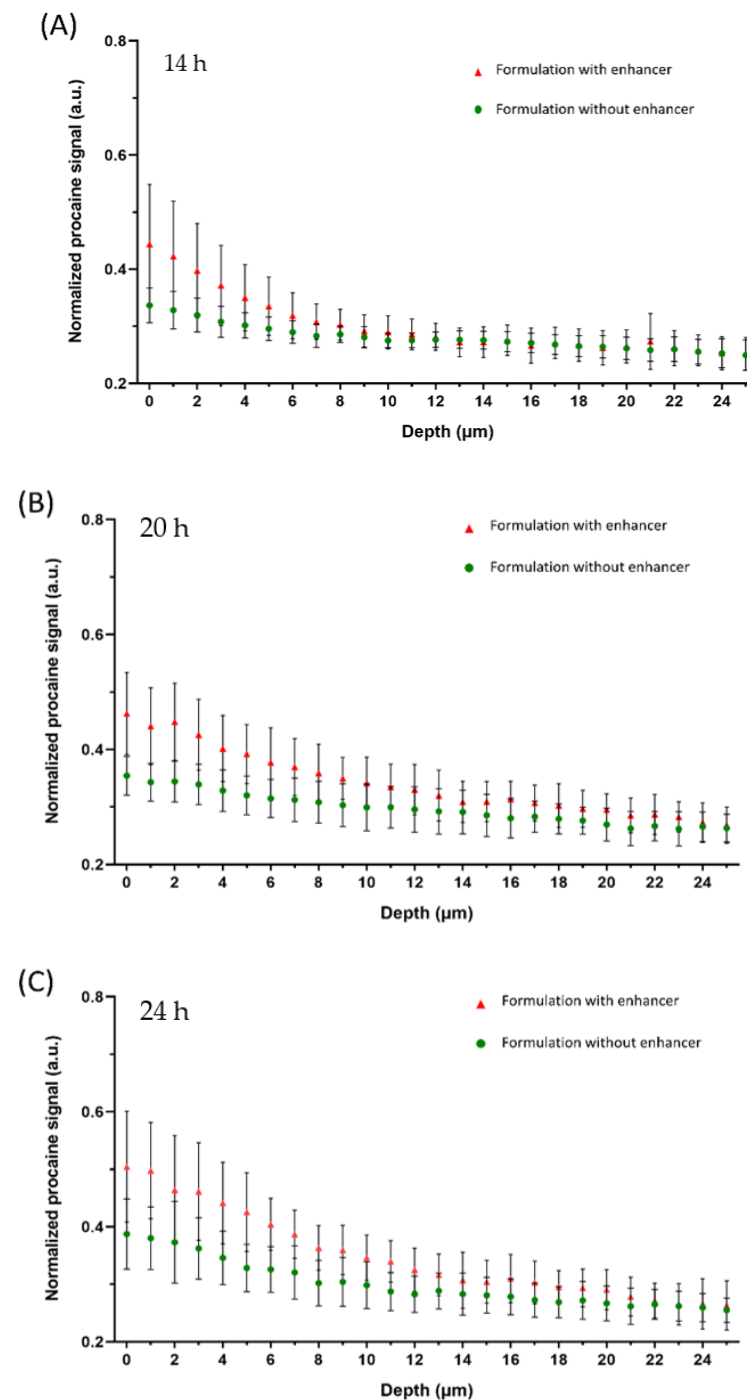 (A)
14 h
Formulation with enhancer
Formulation without enhancer
Normalized procaine signal (a.u.)
0.8
0.6
0.4
0.2
0 2 4 6 8 10 12 14 16 18 20 22 24
Depth (µm)
(B)
20 h
Formulation with enhancer
Formulation without enhancer
Normalized procaine signal (a.u.)
0.8
0.6
0.4
0.2
0 2 4 6 8 10 12 14 16 18 20 22 24
Depth (µm)
(C)
24 h
Formulation with enhancer
Formulation without enhancer
Normalized procaine signal (a.u.)
0.8
0.6
0.4
0.2
0 2 4 6 8 10 12 14 16 18 20 22 24
Depth (µm)